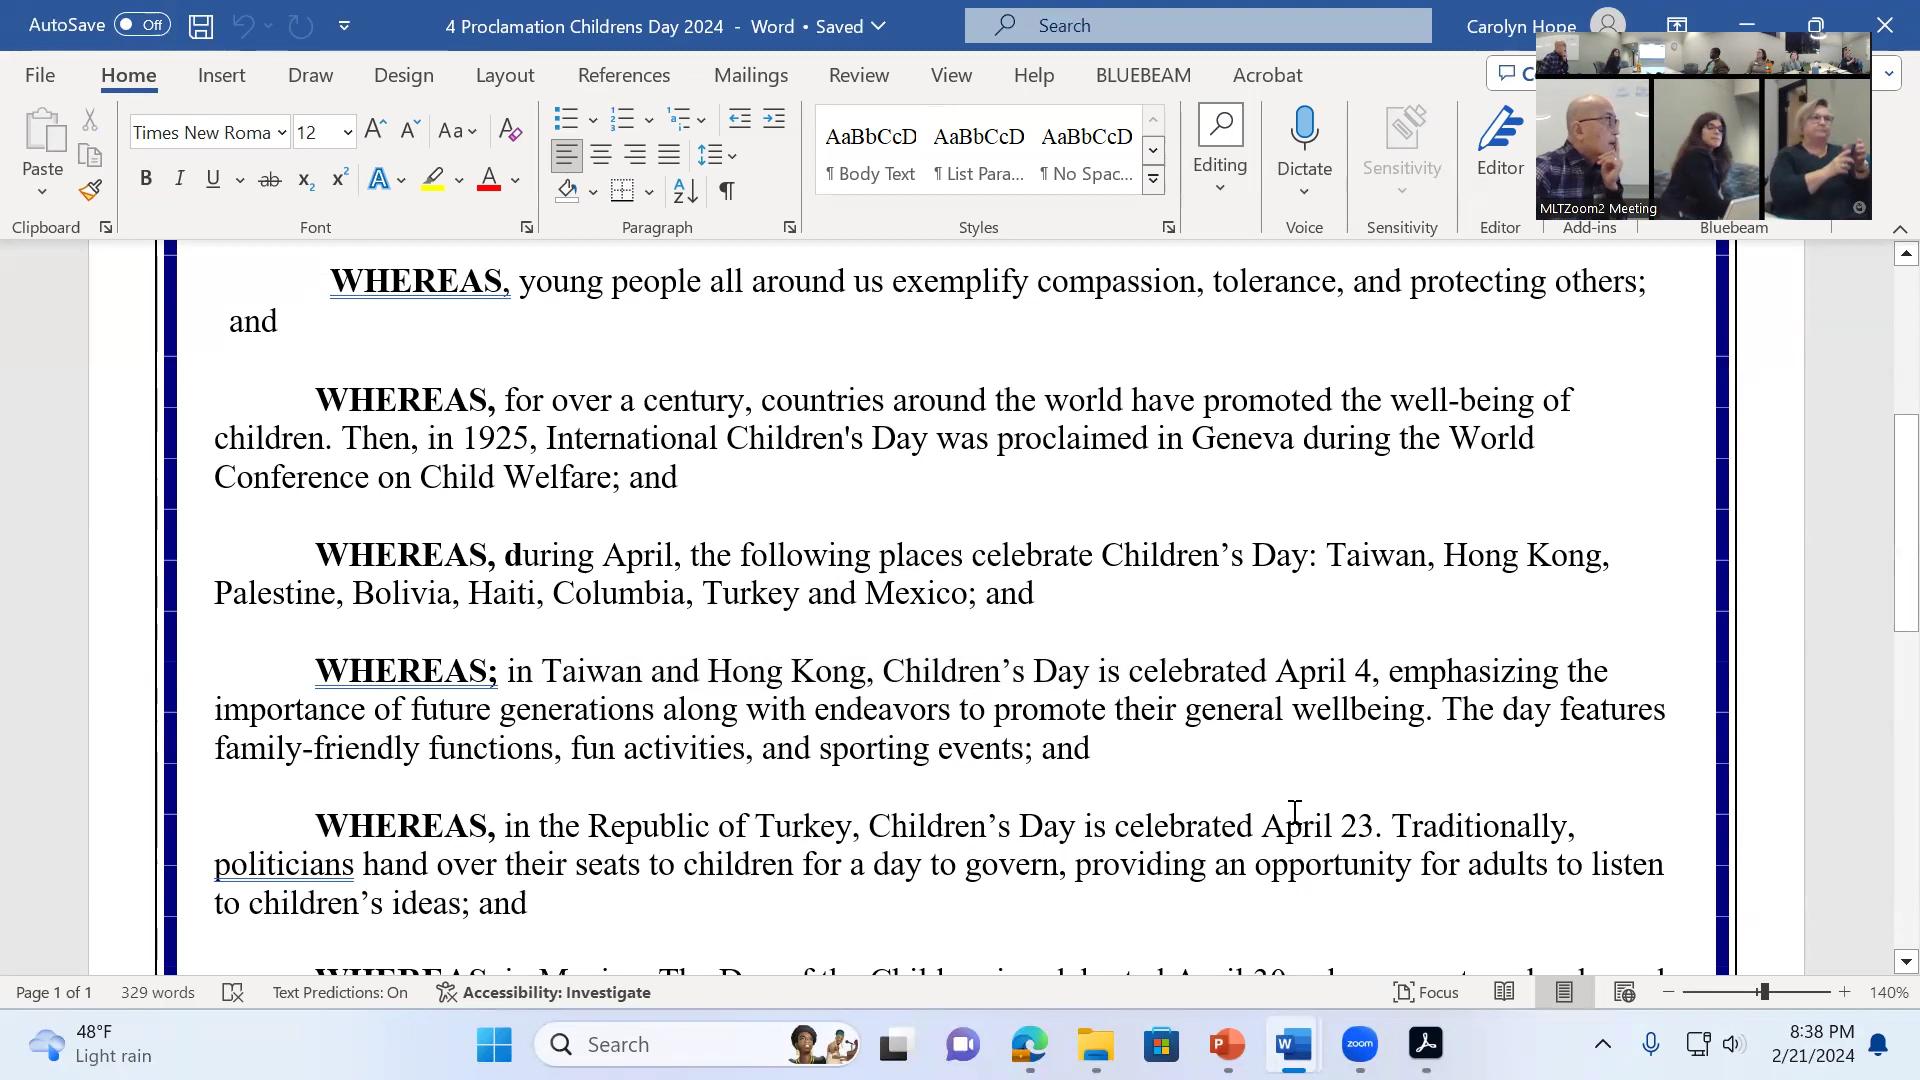 AutoSave Off 4 Proclamation Childrens Day 2024 - Word • Saved Search Carolyn Hope
File Home Insert Draw Design Layout References Mailings Review View Help BLUEBEAM Acrobat
Paste
Times New Roma 12 Aa
B I U ab x2 x2 A A
AaBbCcD AaBbCcD AaBbCcD
¶ Body Text ¶ List Para... ¶ No Spac...
Editing Dictate Sensitivity Editor
MLTZoom2 Meeting
Clipboard Font Paragraph Styles Voice Sensitivity Editor Add-ins Bluebeam
WHEREAS, young people all around us exemplify compassion, tolerance, and protecting others;
and
WHEREAS, for over a century, countries around the world have promoted the well-being of
children. Then, in 1925, International Children's Day was proclaimed in Geneva during the World
Conference on Child Welfare; and
WHEREAS, during April, the following places celebrate Children’s Day: Taiwan, Hong Kong,
Palestine, Bolivia, Haiti, Columbia, Turkey and Mexico; and
WHEREAS; in Taiwan and Hong Kong, Children’s Day is celebrated April 4, emphasizing the
importance of future generations along with endeavors to promote their general wellbeing. The day features
family-friendly functions, fun activities, and sporting events; and
WHEREAS, in the Republic of Turkey, Children’s Day is celebrated April 23. Traditionally,
politicians hand over their seats to children for a day to govern, providing an opportunity for adults to listen
to children’s ideas; and
Page 1 of 1 329 words Text Predictions: On Accessibility: Investigate Focus 140%
48°F
Light rain
Search
zoom
8:38 PM
2/21/2024